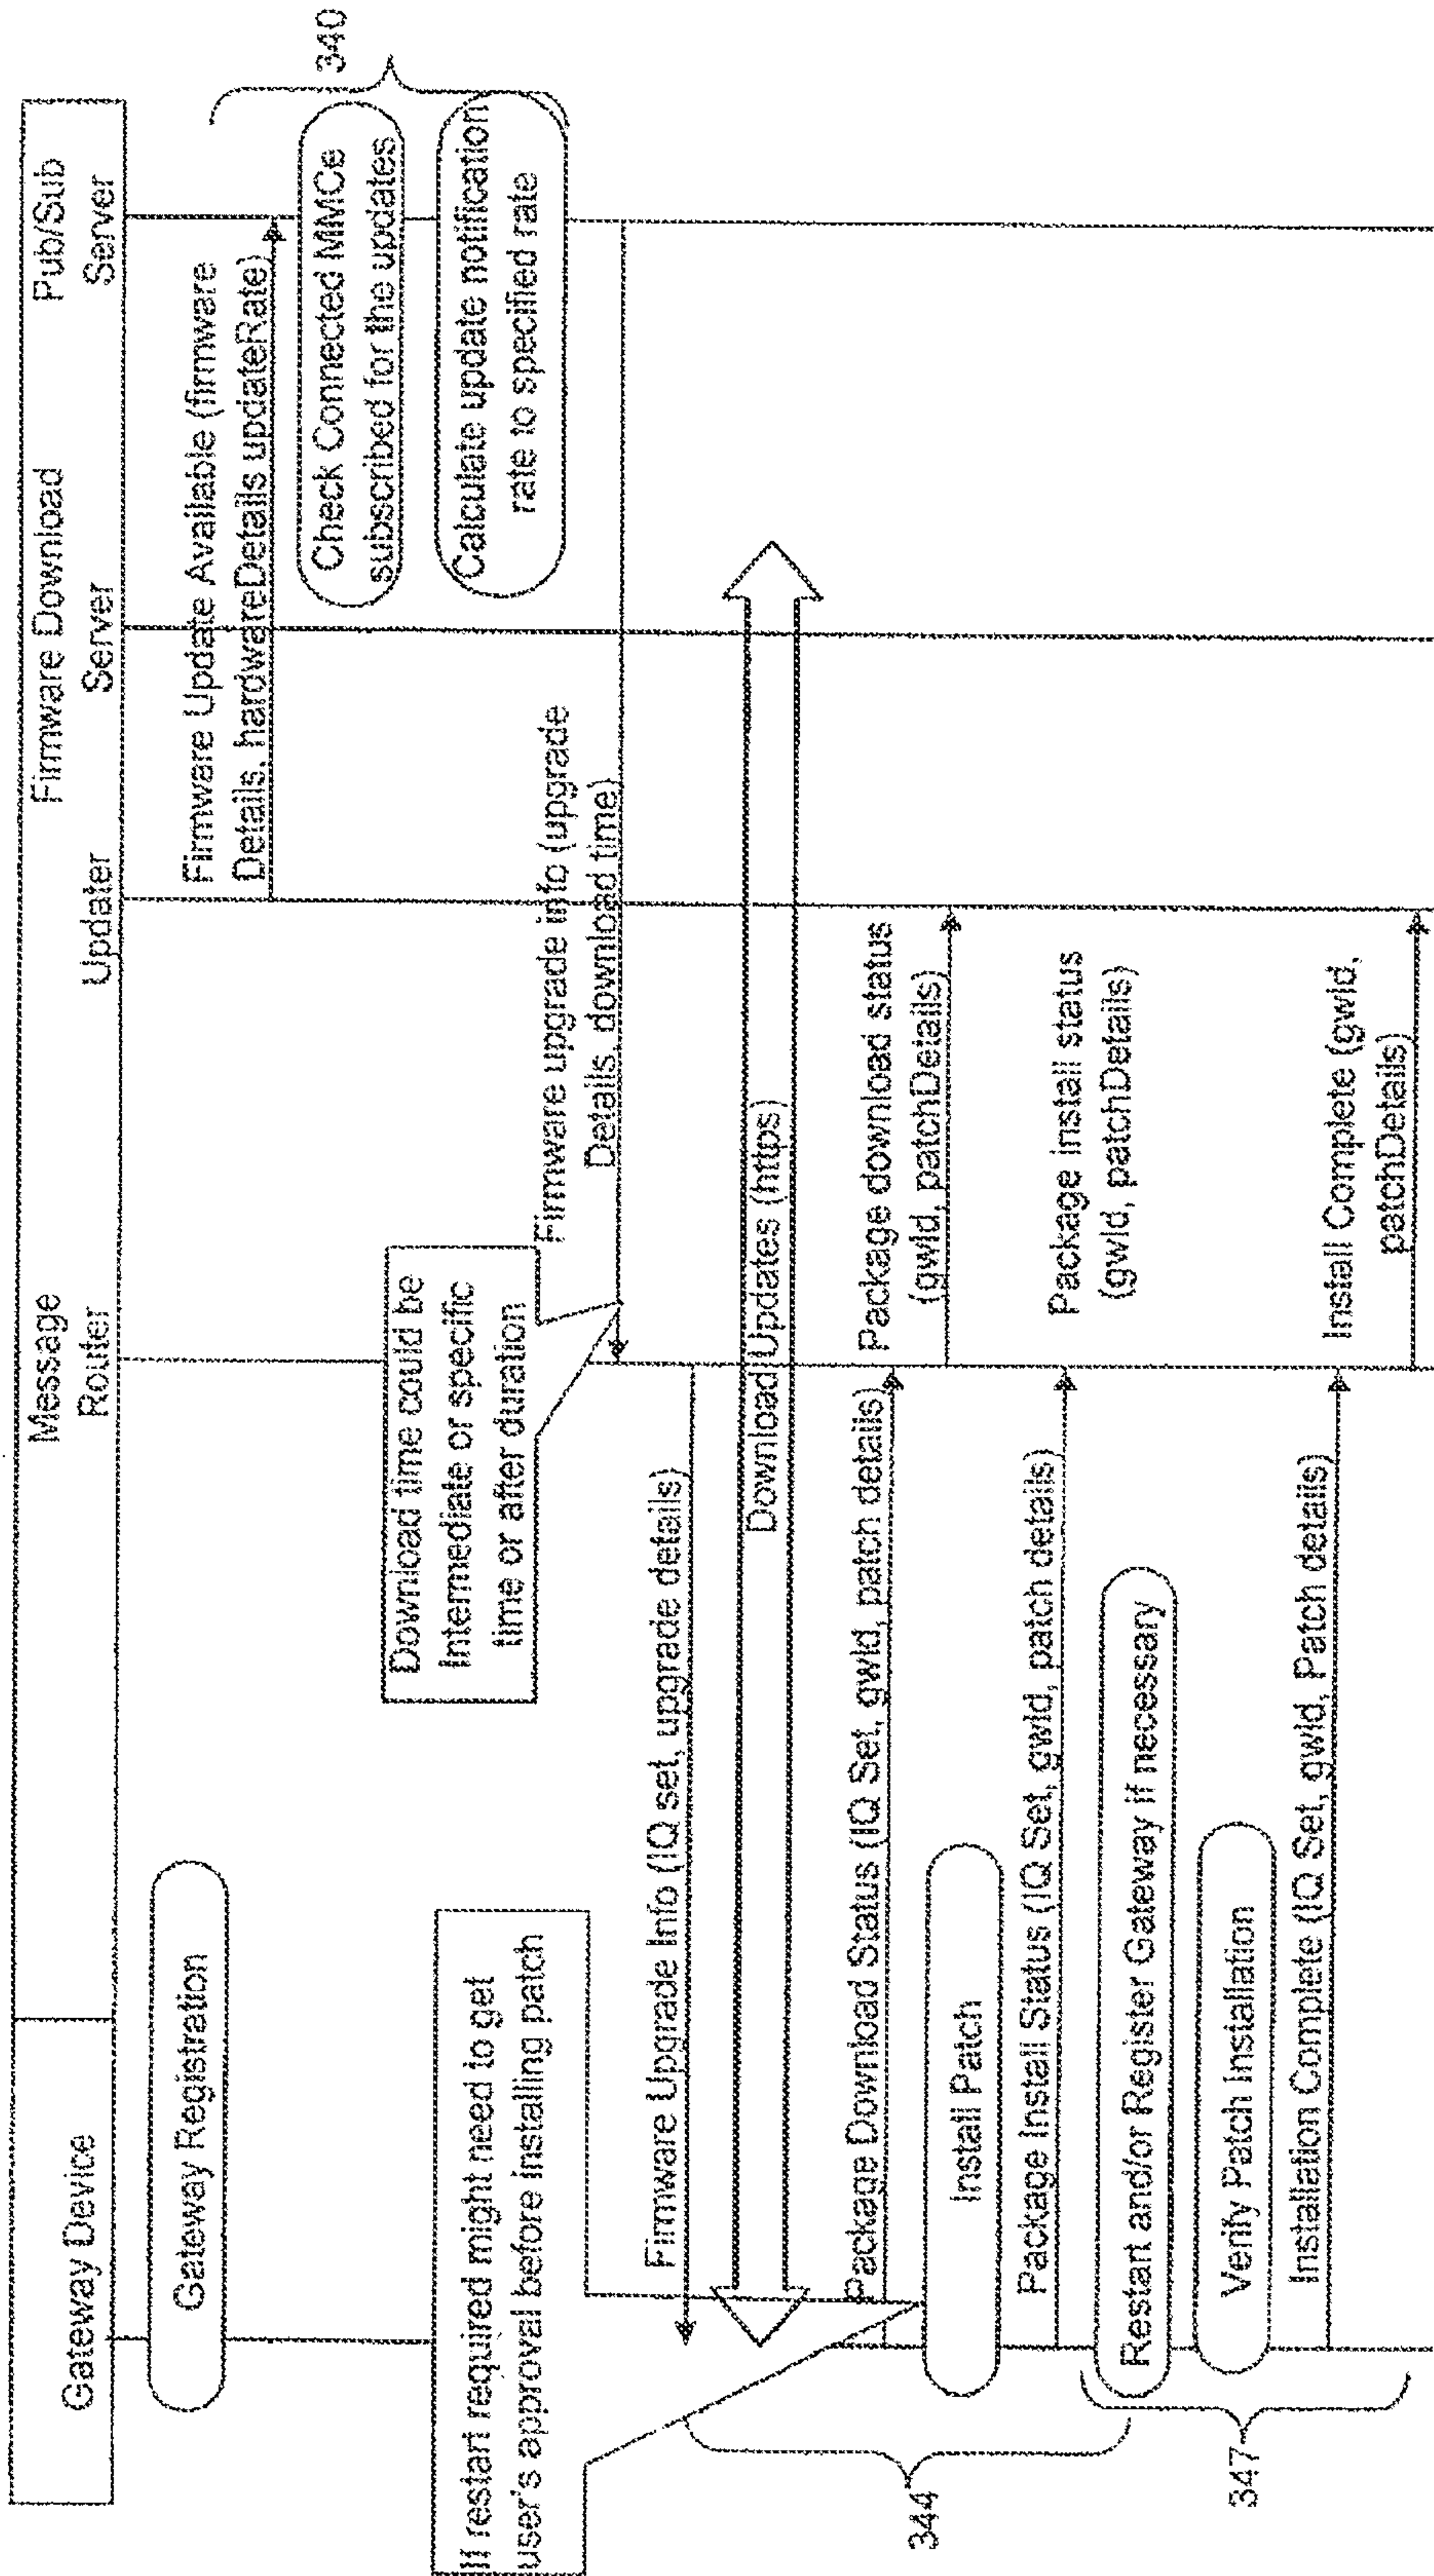 Gateway Device
Message
Router
Updater
Firmware Download
Server
Pub/Sub
Server
Gateway Registration
Firmware Update Available (firmware
Details, hardwareDetails updateRate)
340
Check Connected MMCe
subscribed for the updates
Calculate update notification
rate to specified rate
Download time could be
Intermediate or specific
time or after duration
If restart required might need to get
user's approval before installing patch
Firmware upgrade info (upgrade
Details, download time)
Firmware Upgrade Info (IQ set, upgrade details)
Download Updates (https)
Package Download Status (IQ Set, gwId, patch details)
Package download status
(gwId, patchDetails)
Install Patch
344
Package Install Status (IQ Set, gwId, patch details)
Package install status
(gwId, patchDetails)
Restart and/or Register Gateway if necessary
Verify Patch Installation
347
Installation Complete (IQ Set, gwId, Patch details)
Install Complete (gwId,
patchDetails)